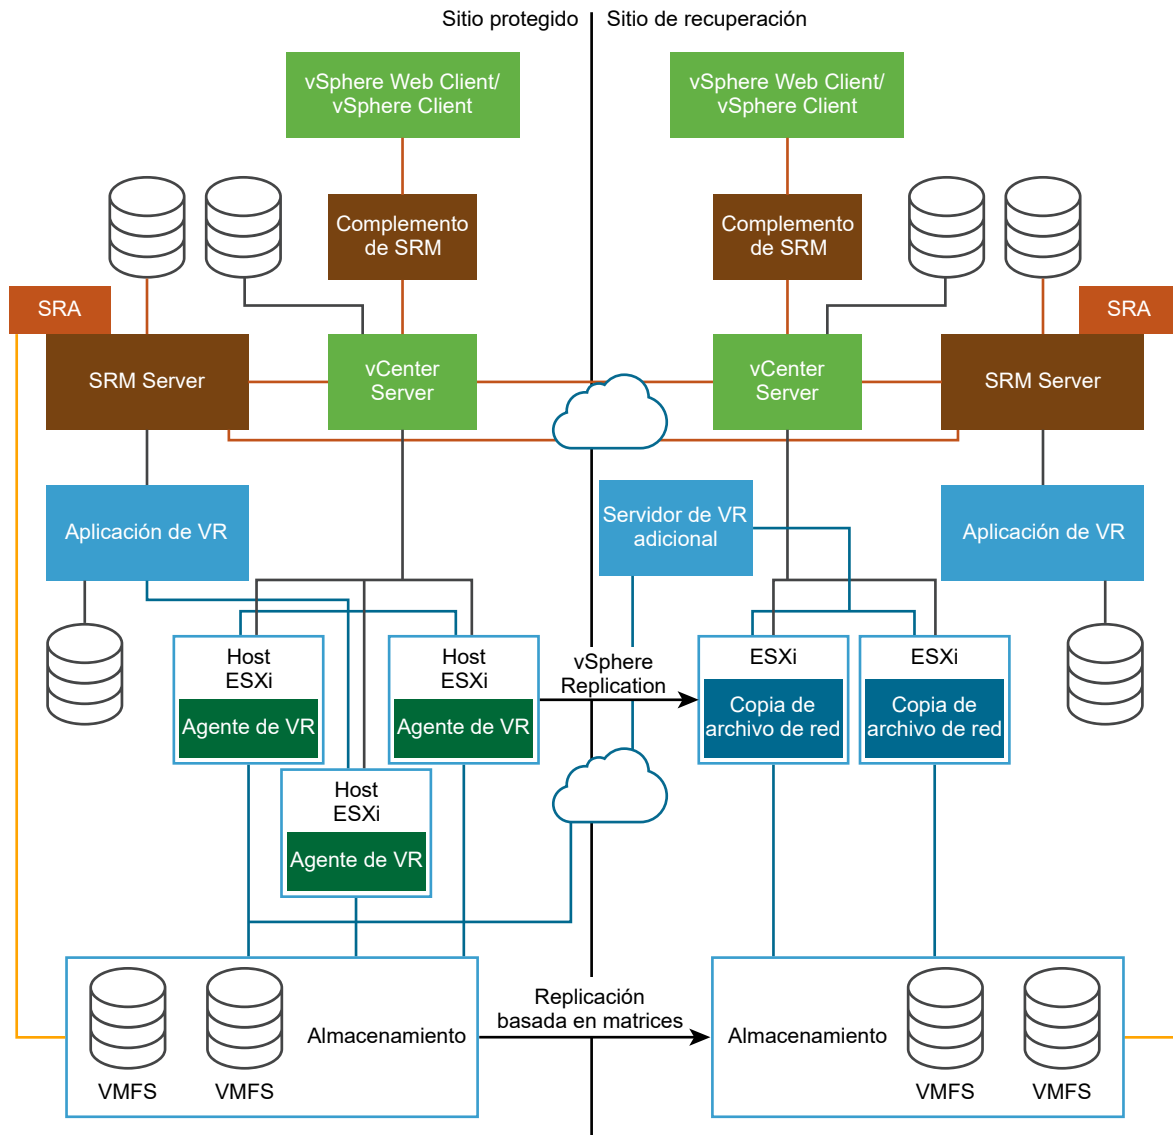 Sitio protegido
Sitio de recuperación
vSphere Web Client/
vSphere Client
vSphere Web Client/
vSphere Client
Complemento
de SRM
Complemento
de SRM
SRA
SRA
SRM Server
vCenter
Server
vCenter
Server
SRM Server
Aplicación de VR
Servidor de VR
adicional
Aplicación de VR
Host
ESXi
Agente de VR
Host
ESXi
Agente de VR
vSphere
Replication
ESXi
Copia de
archivo de red
ESXi
Copia de
archivo de red
Host
ESXi
Agente de VR
VMFS
VMFS
Almacenamiento
Replicación
basada en matrices
Almacenamiento
VMFS
VMFS